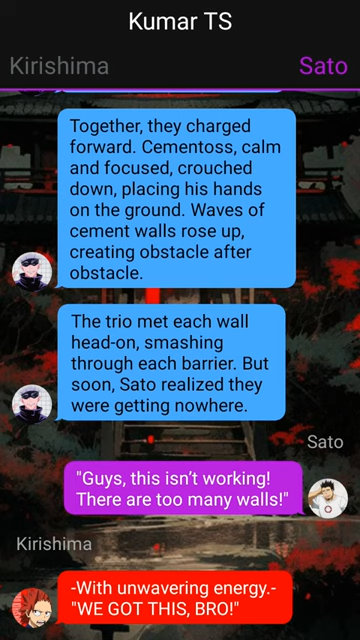 Kumar TS
Kirishima
Sato
Together, they charged
forward. Cementoss, calm
and focused, crouched
down, placing his hands
on the ground. Waves of
cement walls rose up,
creating obstacle after
obstacle.
The trio met each wall
head-on, smashing
through each barrier. But
soon, Sato realized they
were getting nowhere.
Sato
"Guys, this isn’t working!
There are too many walls!"
Kirishima
-With unwavering energy.-
"WE GOT THIS, BRO!"